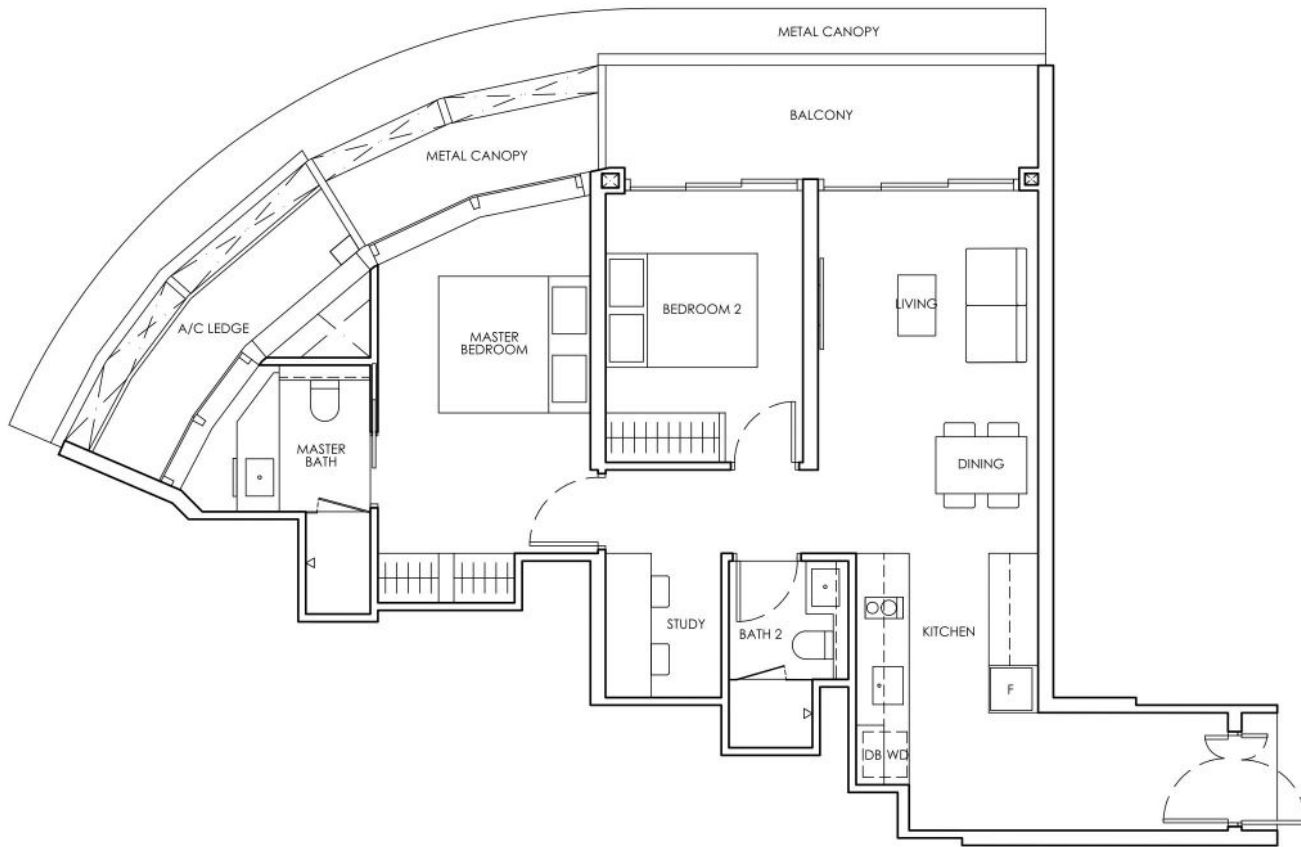 METAL CANOPY
BALCONY
METAL CANOPY
A/C LEDGE
MASTER
BEDROOM
BEDROOM 2
LIVING
MASTER
BATH
DINING
STUDY
BATH 2
KITCHEN
F
DB WD